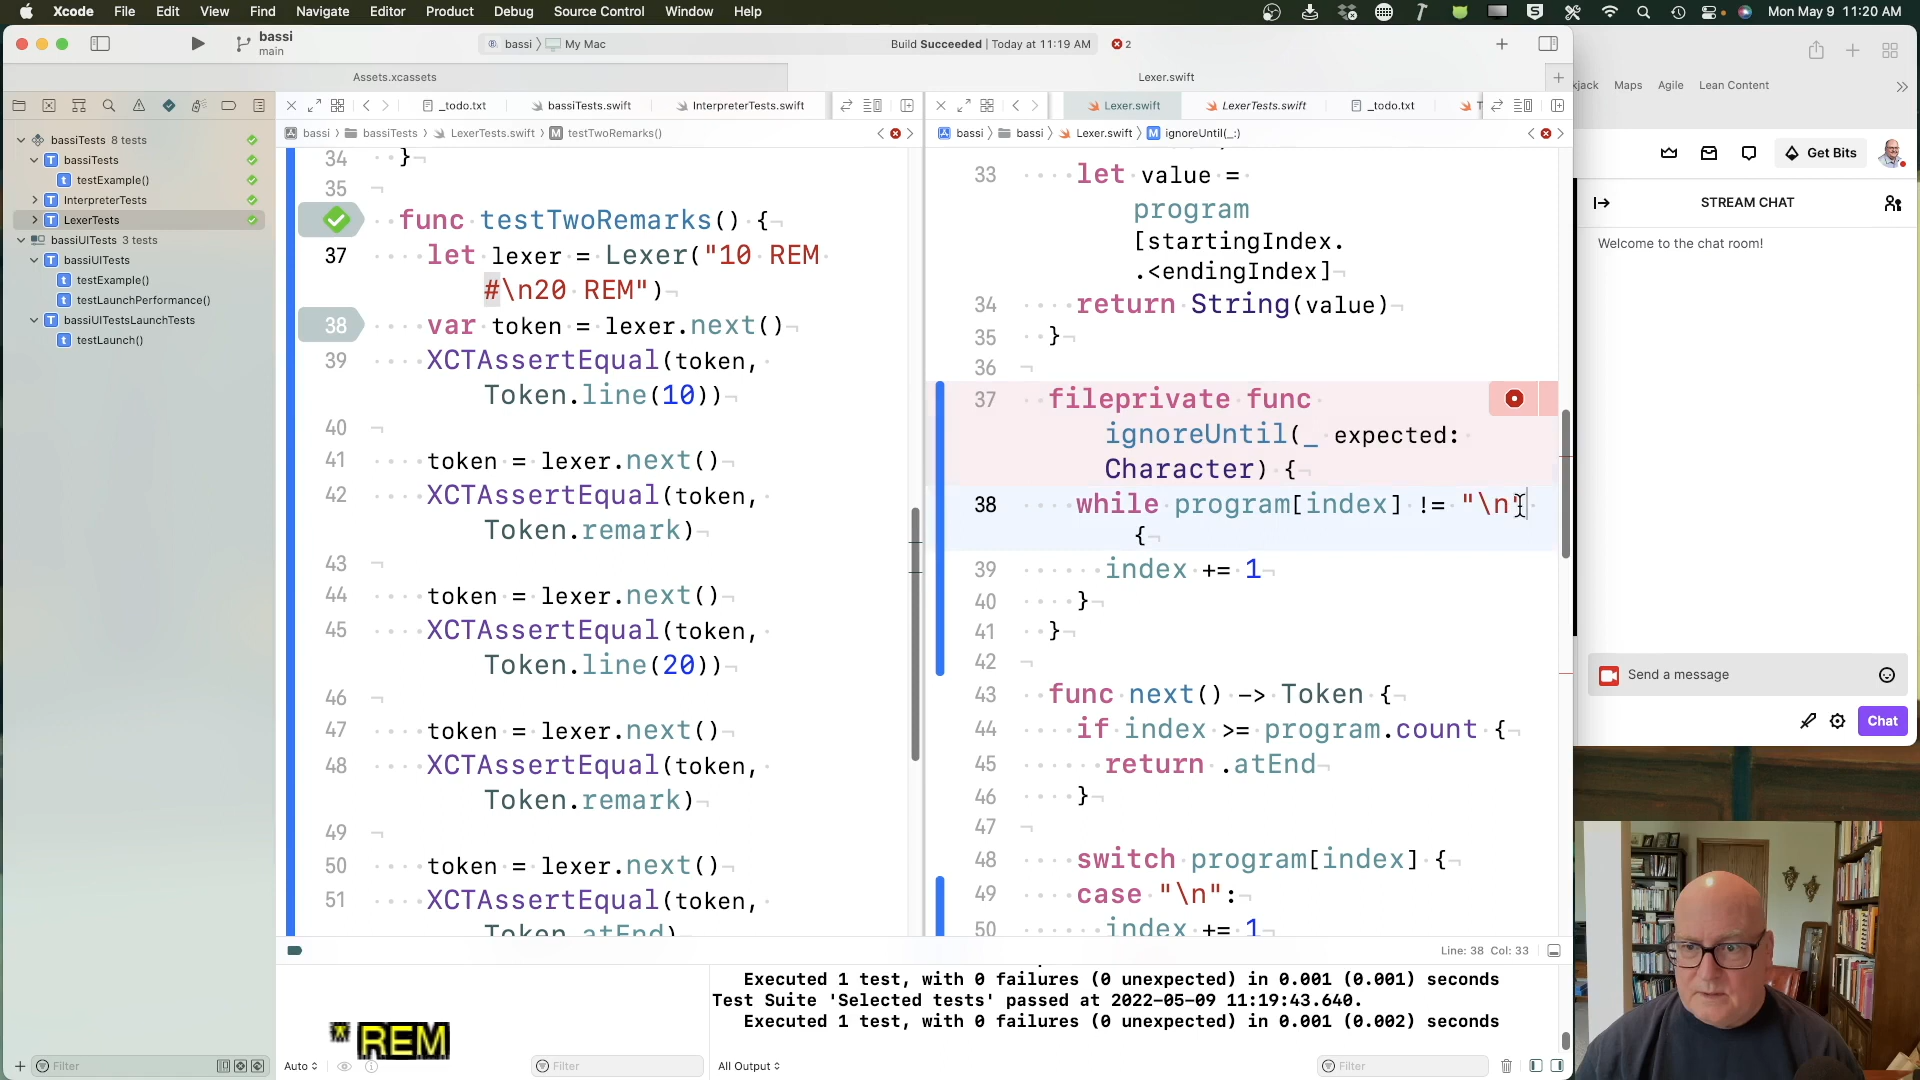 Xcode File Edit View Find Navigate Editor Product Debug Source Control Window Help Mon May 9 11:20 AM
bassi
main
bassi My Mac Build Succeeded | Today at 11:19 AM 2
Assets.xcassets Lexer.swift
kjack Maps Agile Lean Content
_todo.txt bassiTests.swift InterpreterTests.swift Lexer.swift LexerTests.swift _todo.txt
bassi bassiTests LexerTests.swift testTwoRemarks() bassi bassi Lexer.swift ignoreUntil(_:)
bassiTests 8 tests
bassiTests
testExample()
InterpreterTests
LexerTests
bassiUITests 3 tests
bassiUITests
testExample()
testLaunchPerformance()
bassiUITestsLaunchTests
testLaunch()
34 }
35
func testTwoRemarks() {
37 let lexer = Lexer("10 REM
#\n20 REM")
38 var token = lexer.next()
39 XCTAssertEqual(token,
Token.line(10))
40
41 token = lexer.next()
42 XCTAssertEqual(token,
Token.remark)
43
44 token = lexer.next()
45 XCTAssertEqual(token,
Token.line(20))
46
47 token = lexer.next()
48 XCTAssertEqual(token,
Token.remark)
49
50 token = lexer.next()
51 XCTAssertEqual(token,
Token.atEnd)
33 let value =
program
[startingIndex.
.<endingIndex]
34 return String(value)
35 }
36
37 fileprivate func
ignoreUntil(_ expected:
Character) {
38 while program[index] != "\n"
{
39 index += 1
40 }
41 }
42
43 func next() -> Token {
44 if index >= program.count {
45 return .atEnd
46 }
47
48 switch program[index] {
49 case "\n":
50 index += 1
Line: 38 Col: 33
Executed 1 test, with 0 failures (0 unexpected) in 0.001 (0.001) seconds
Test Suite 'Selected tests' passed at 2022-05-09 11:19:43.640.
Executed 1 test, with 0 failures (0 unexpected) in 0.001 (0.002) seconds
* REM
Filter Auto Filter All Output Filter
Get Bits
STREAM CHAT
Welcome to the chat room!
Send a message
Chat